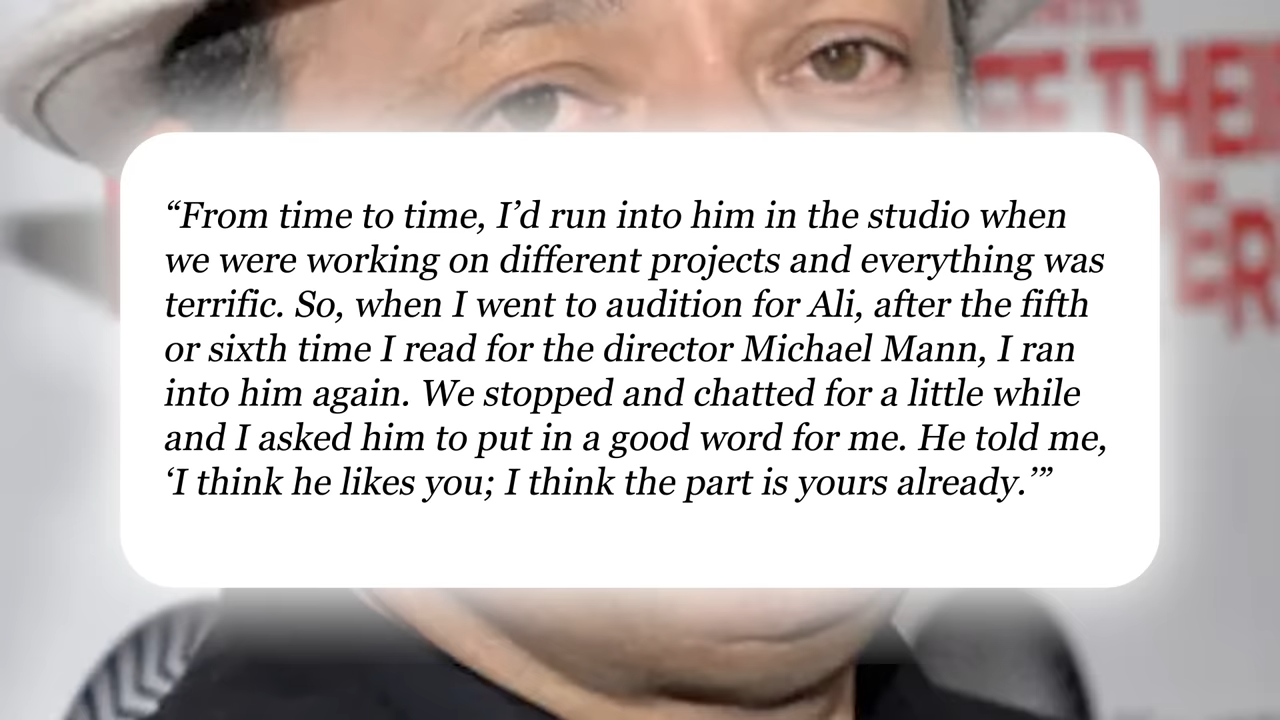 “From time to time, I’d run into him in the studio when
we were working on different projects and everything was
terrific. So, when I went to audition for Ali, after the fifth
or sixth time I read for the director Michael Mann, I ran
into him again. We stopped and chatted for a little while
and I asked him to put in a good word for me. He told me,
‘I think he likes you; I think the part is yours already.’”